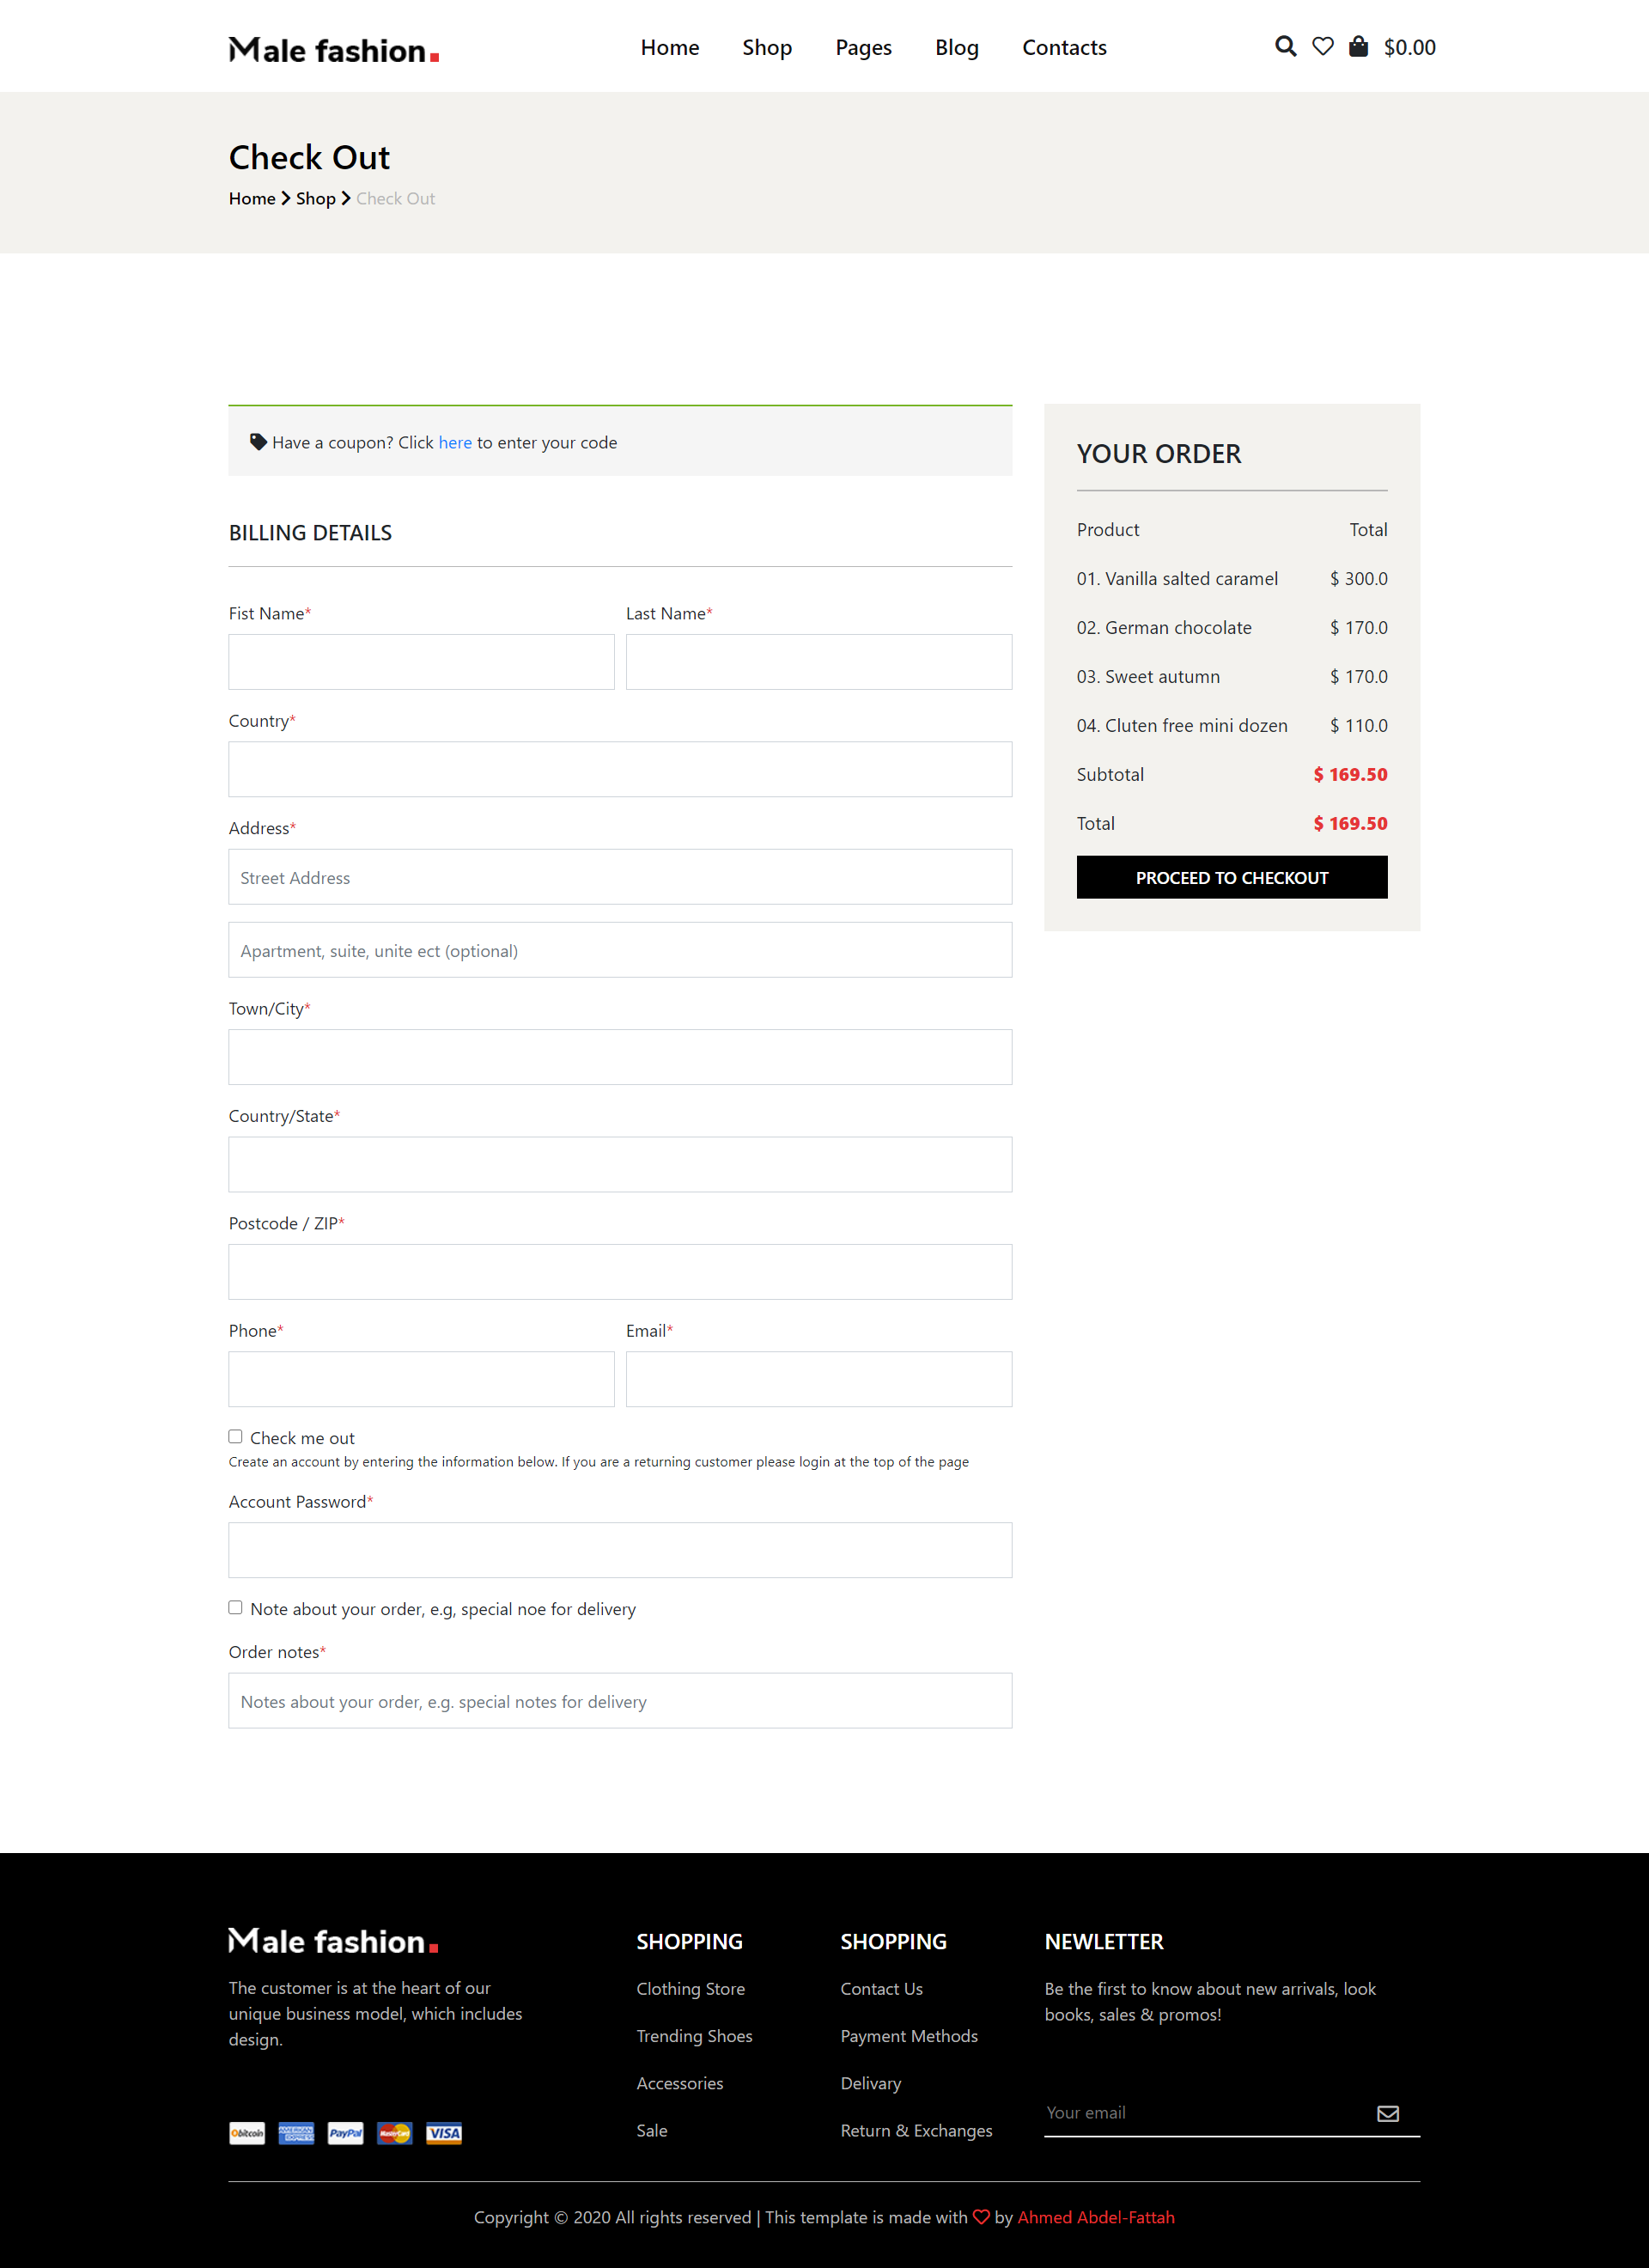 Male fashion.
Home Shop Pages Blog Contacts $0.00
Check Out
Home Shop Check Out
Have a coupon? Click here to enter your code
BILLING DETAILS
Fist Name* Last Name*
Country*
Address*
Street Address
Apartment, suite, unite ect (optional)
Town/City*
Country/State*
Postcode / ZIP*
Phone* Email*
Check me out
Create an account by entering the information below. If you are a returning customer please login at the top of the page
Account Password*
Note about your order, e.g, special noe for delivery
Order notes*
Notes about your order, e.g. special notes for delivery
YOUR ORDER
Product Total
01. Vanilla salted caramel $ 300.0
02. German chocolate $ 170.0
03. Sweet autumn $ 170.0
04. Cluten free mini dozen $ 110.0
Subtotal $ 169.50
Total $ 169.50
PROCEED TO CHECKOUT
Male fashion.
The customer is at the heart of our
unique business model, which includes
design.
bitcoin AMERICAN EXPRESS PayPal MasterCard VISA
SHOPPING
Clothing Store
Trending Shoes
Accessories
Sale
SHOPPING
Contact Us
Payment Methods
Delivary
Return & Exchanges
NEWLETTER
Be the first to know about new arrivals, look
books, sales & promos!
Your email
Copyright © 2020 All rights reserved | This template is made with by Ahmed Abdel-Fattah